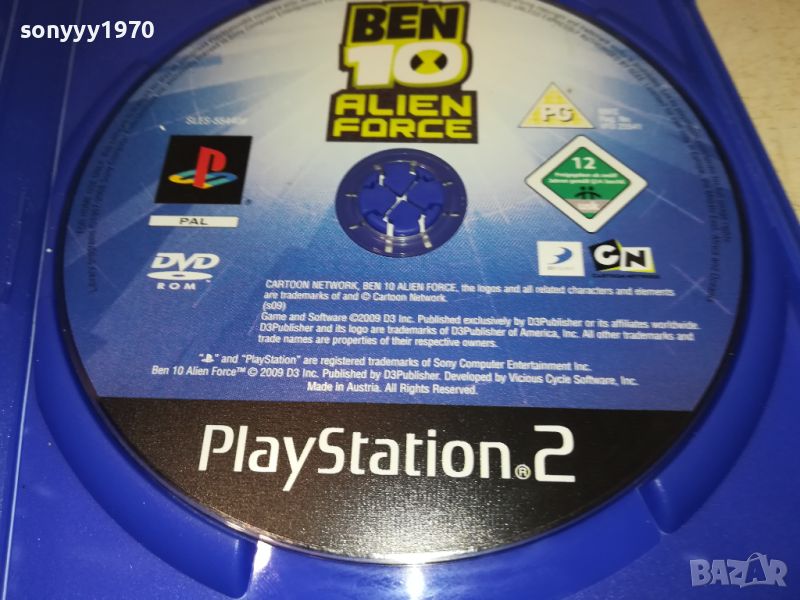 sonyyy1970
BEN
10
ALIEN
FORCE
PG
12
PAL
DVD
ROM
CN
CARTOON NETWORK, BEN 10 ALIEN FORCE, the logos and all related characters and elements
are trademarks of and © Cartoon Network.
(s09)
Game and Software ©2009 D3 Inc. Published exclusively by D3Publisher or its affiliates worldwide.
D3Publisher and its logo are trademarks of D3Publisher of America, Inc. All other trademarks and
trade names are properties of their respective owners.
"PS" and "PlayStation" are registered trademarks of Sony Computer Entertainment Inc.
Ben 10 Alien Force™ © 2009 D3 Inc. Published by D3Publisher. Developed by Vicious Cycle Software, Inc.
Made in Austria. All Rights Reserved.
PlayStation®2
BAZAR